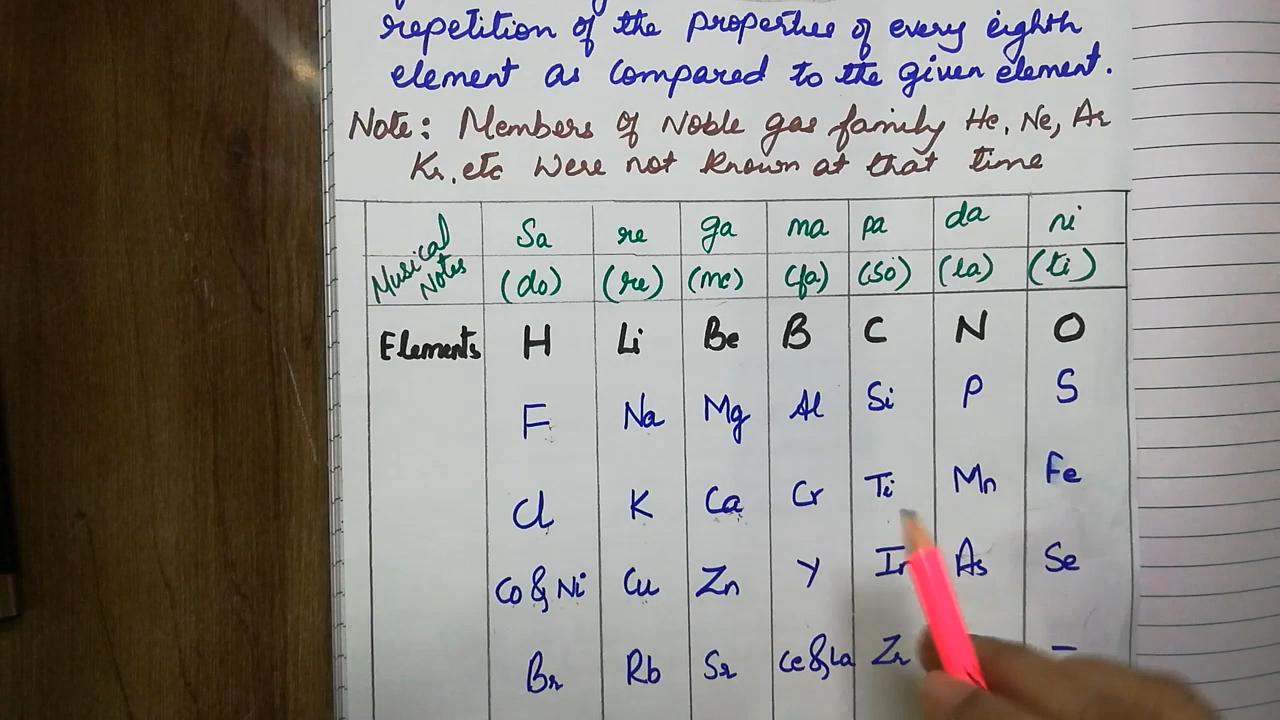 repetition of the properties of every eighth
element as compared to the given element.
Note: Members of Noble gas family He, Ne, Ar
Kr, etc were not known at that time
Musical Notes Sa re ga ma pa da ni
(do) (re) (mc) (fa) (so) (la) (ti)
Elements H Li Be B C N O
F Na Mg Al Si P S
Cl K Ca Cr Ti Mn Fe
Co & Ni Cu Zn Y In As Se
Br Rb Sr Ce & La Zr –